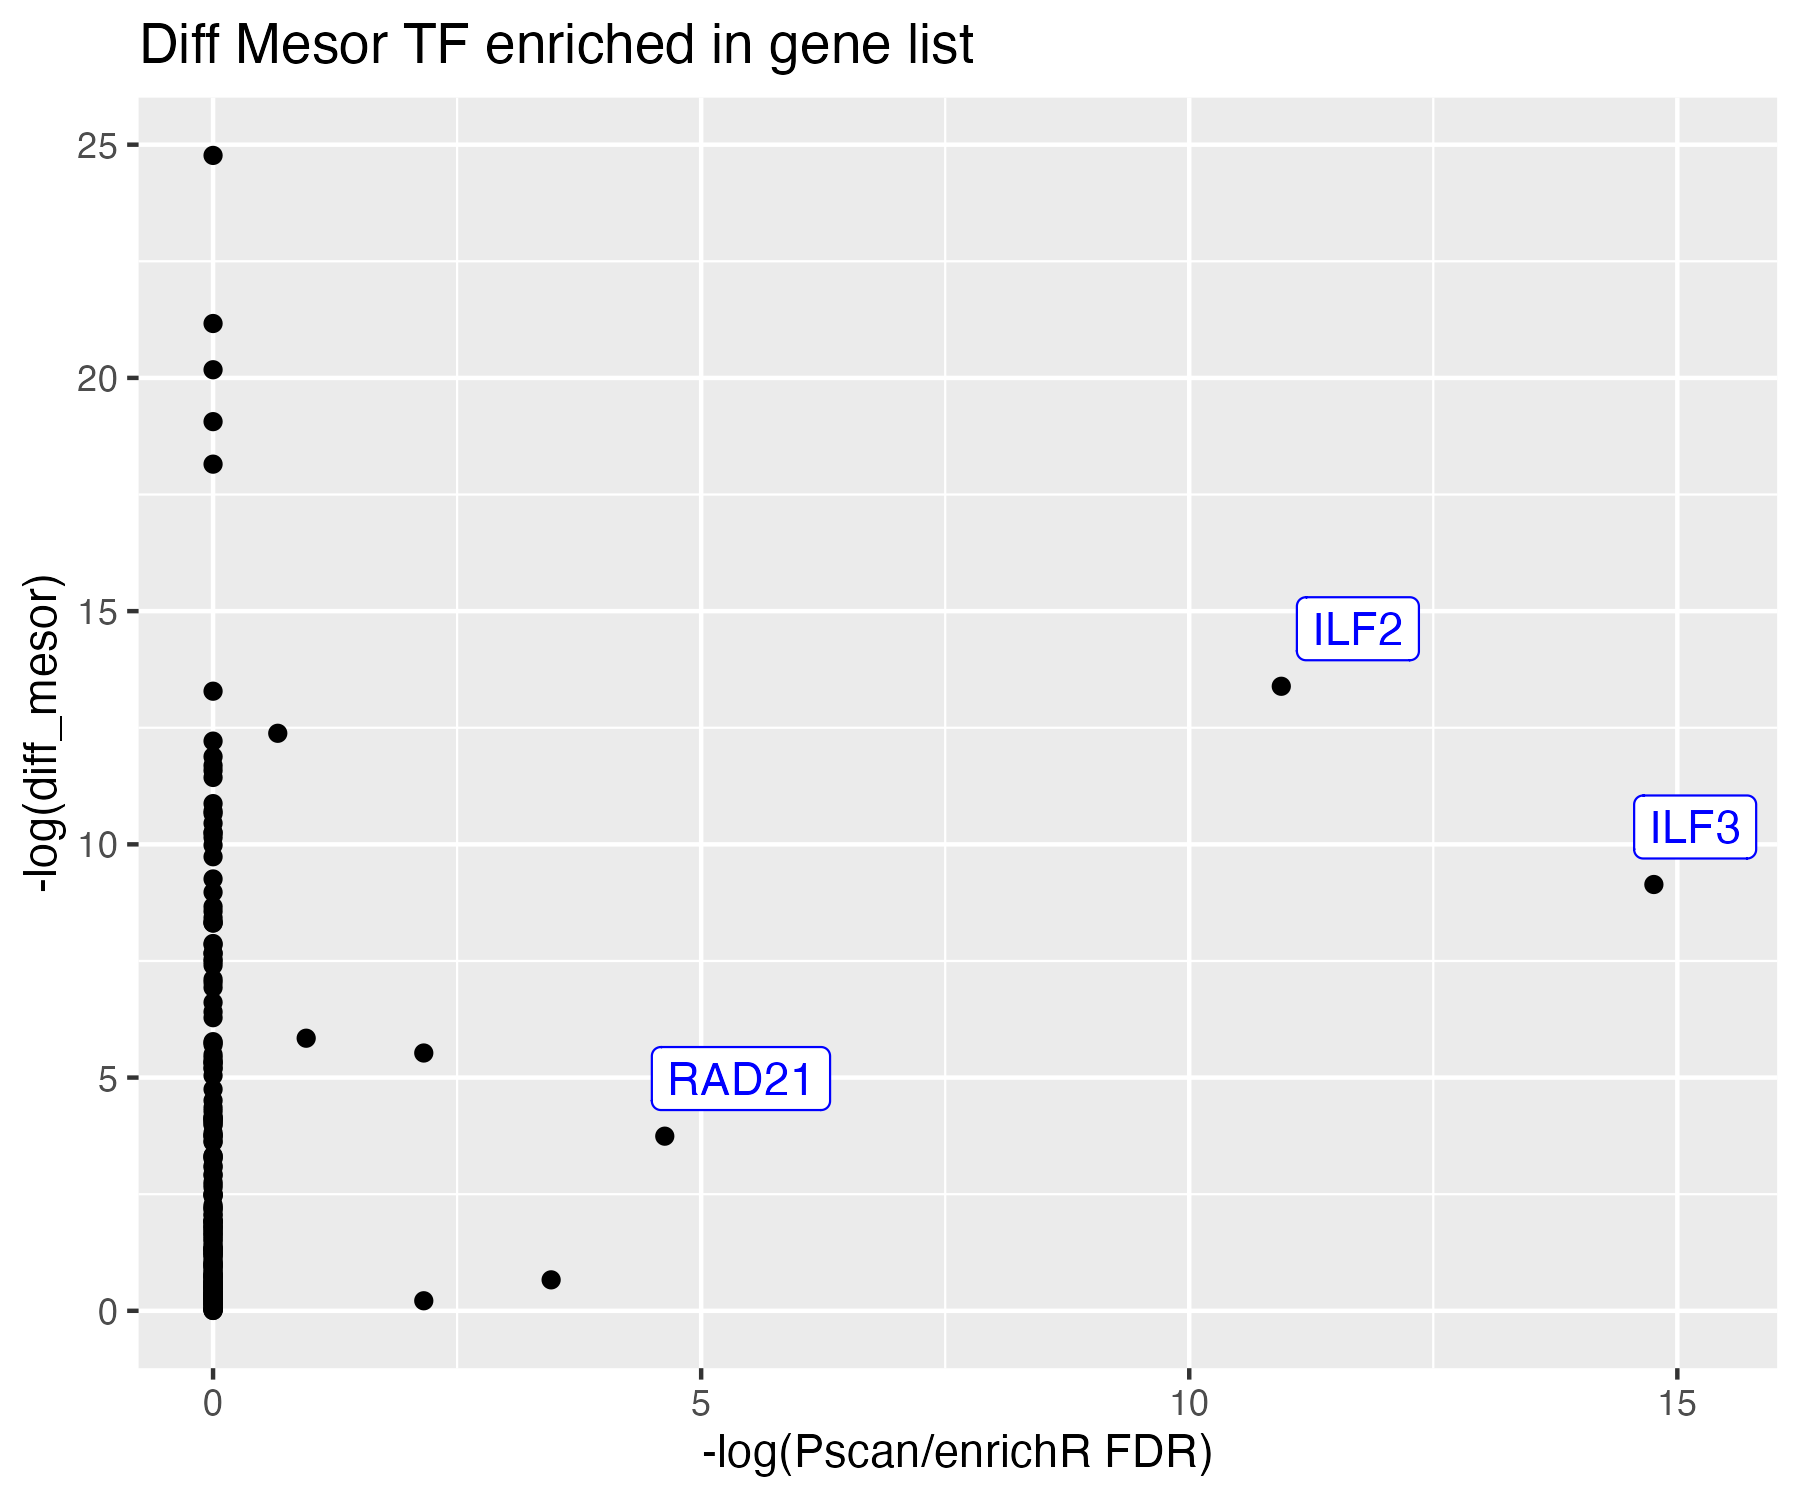 Diff Mesor TF enriched in gene list
25
20
15
10
5
0
-log(diff_mesor)
ILF2
ILF3
RAD21
0
5
10
15
-log(Pscan/enrichR FDR)